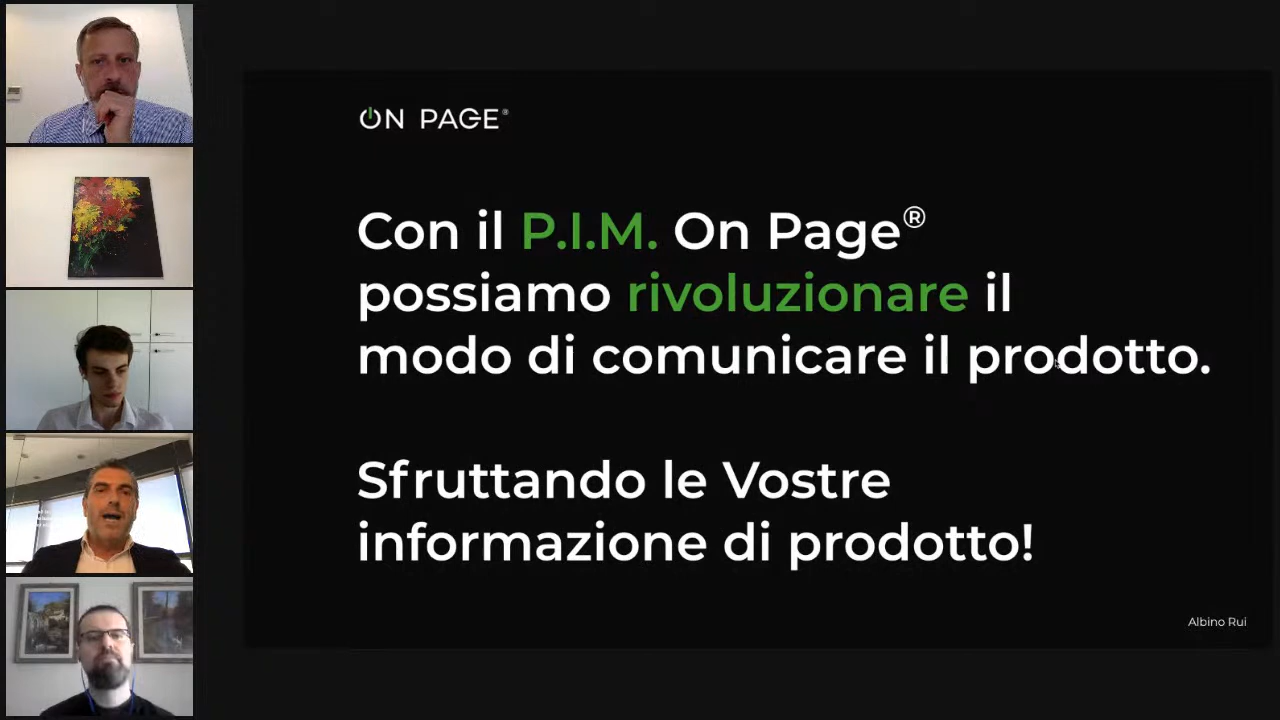 ON PAGE®
Con il P.I.M. On Page®
possiamo rivoluzionare il
modo di comunicare il prodotto.
Sfruttando le Vostre
informazione di prodotto!
Albino Rui